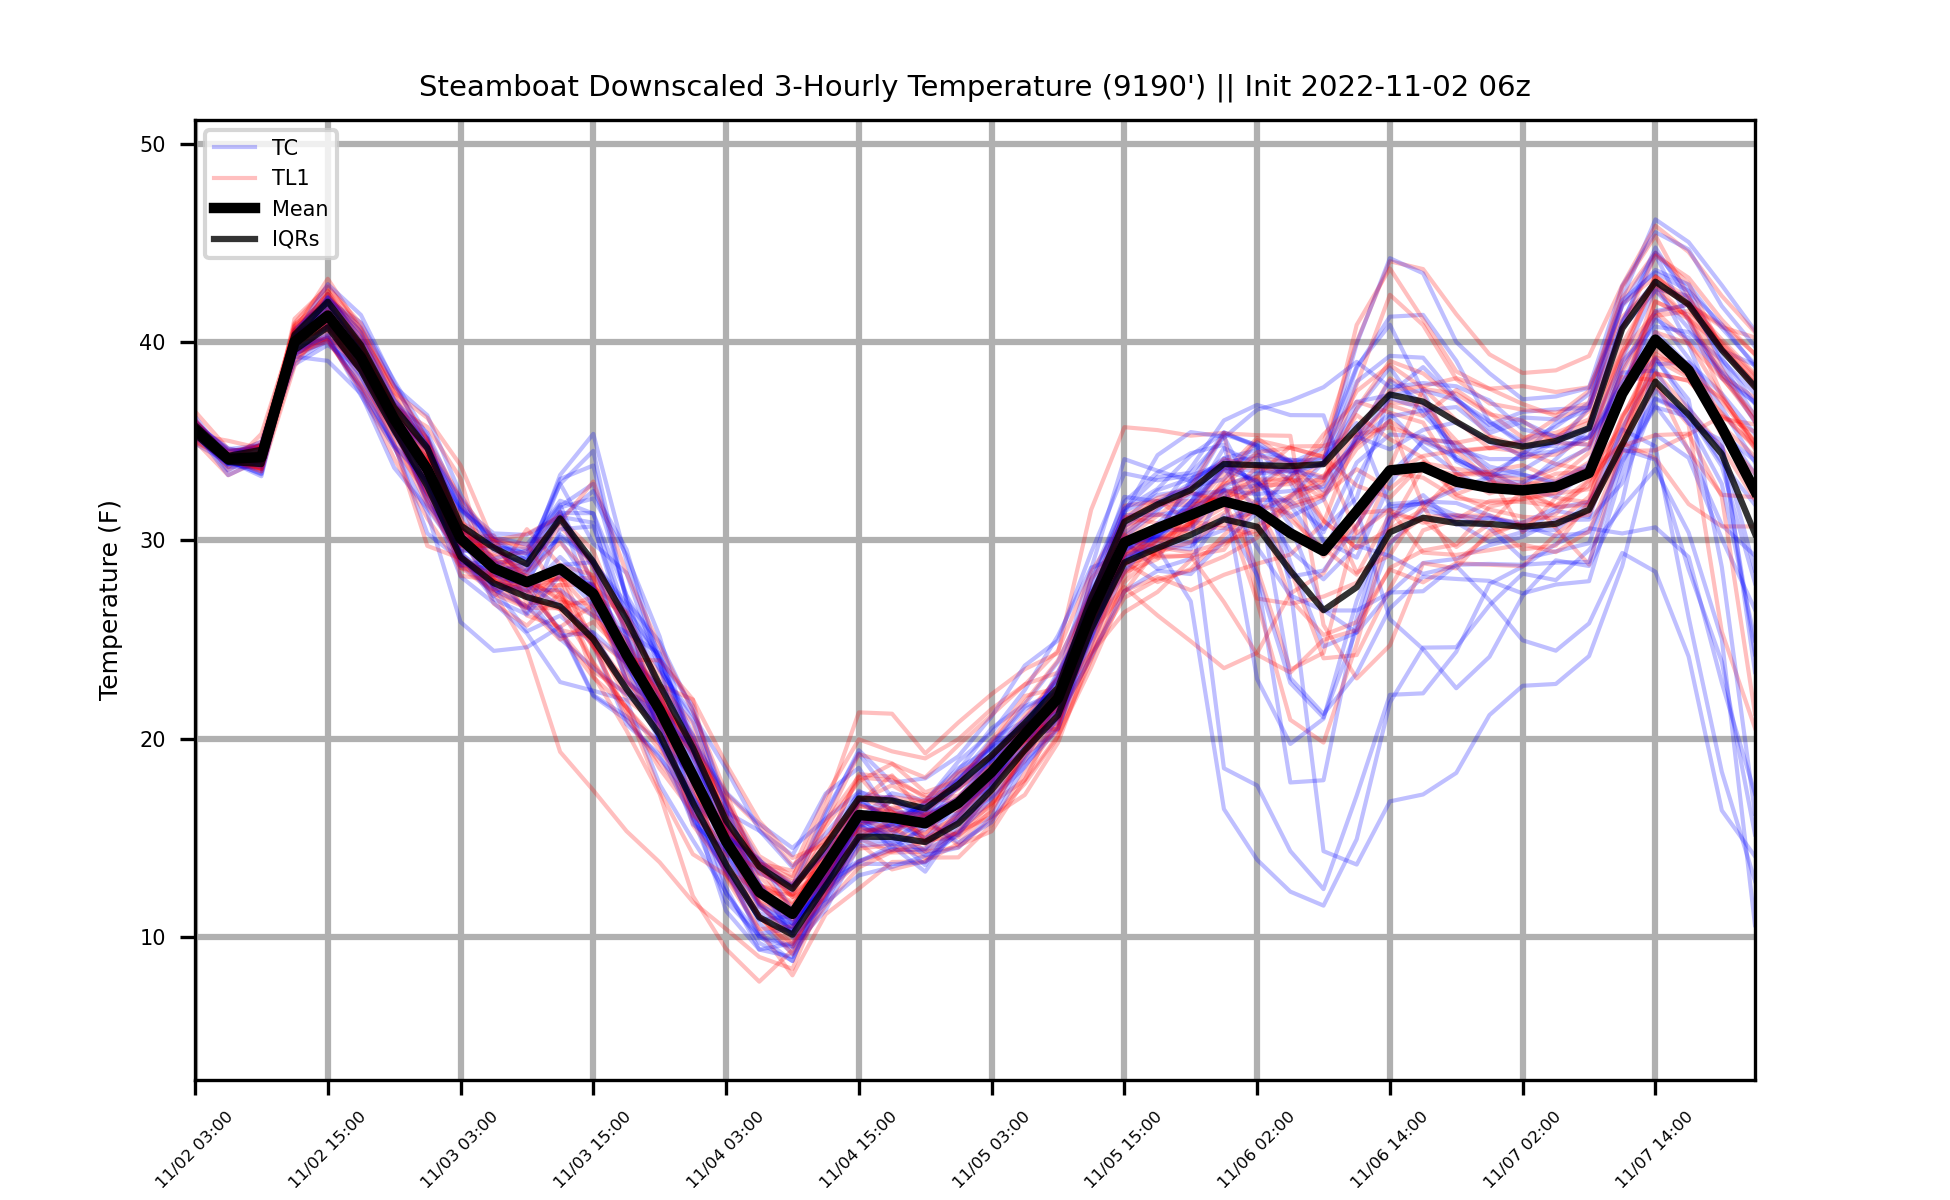 Steamboat Downscaled 3-Hourly Temperature (9190') || Init 2022-11-02 06z
TC
TL1
Mean
IQRs
Temperature (F)
50
40
30
20
10
11/02 03:00
11/02 15:00
11/03 03:00
11/03 15:00
11/04 03:00
11/04 15:00
11/05 03:00
11/05 15:00
11/06 02:00
11/06 14:00
11/07 02:00
11/07 14:00